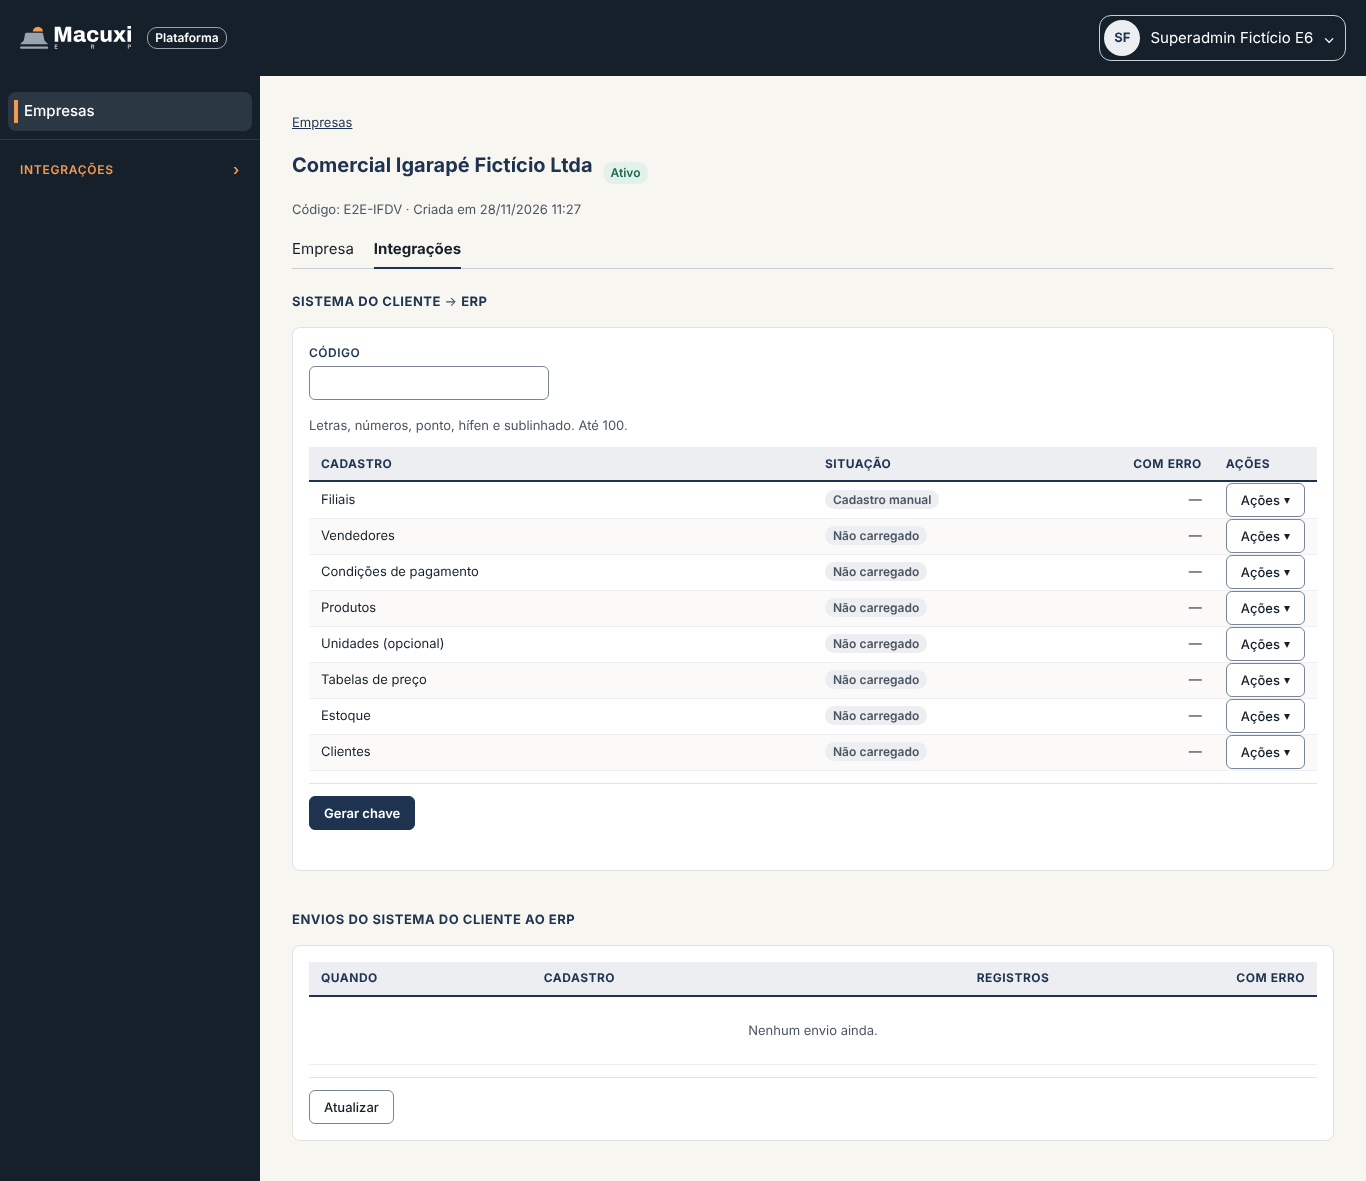 Macuxi
E R P
Plataforma
SF
Superadmin Fictício E6
Empresas
INTEGRAÇÕES
Empresas
Comercial Igarapé Fictício Ltda Ativo
Código: E2E-IFDV · Criada em 28/11/2026 11:27
Empresa Integrações
SISTEMA DO CLIENTE → ERP
CÓDIGO
Letras, números, ponto, hífen e sublinhado. Até 100.
CADASTRO SITUAÇÃO COM ERRO AÇÕES
Filiais Cadastro manual — Ações ▾
Vendedores Não carregado — Ações ▾
Condições de pagamento Não carregado — Ações ▾
Produtos Não carregado — Ações ▾
Unidades (opcional) Não carregado — Ações ▾
Tabelas de preço Não carregado — Ações ▾
Estoque Não carregado — Ações ▾
Clientes Não carregado — Ações ▾
Gerar chave
ENVIOS DO SISTEMA DO CLIENTE AO ERP
QUANDO CADASTRO REGISTROS COM ERRO
Nenhum envio ainda.
Atualizar